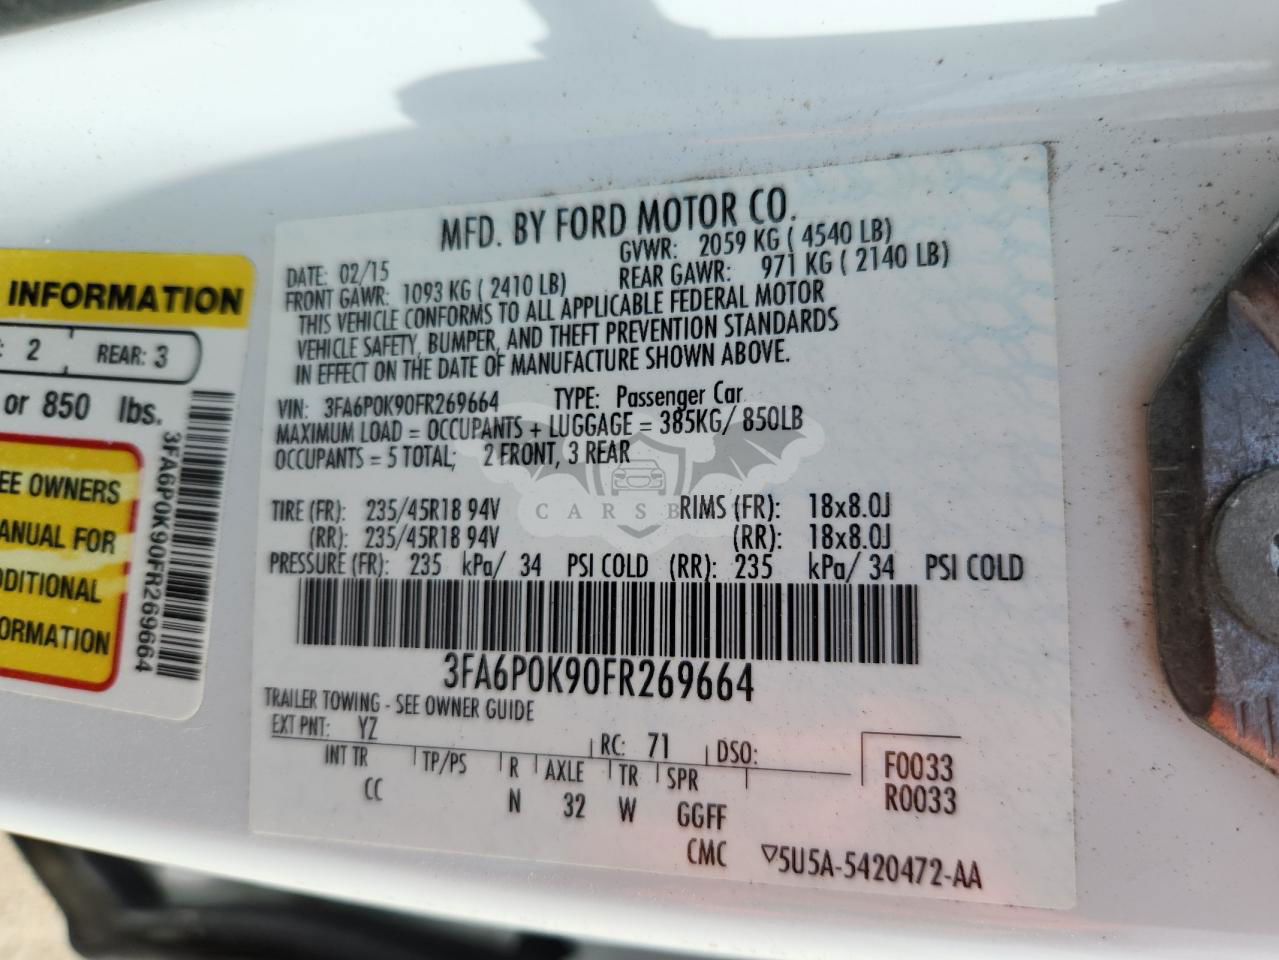 MFD. BY FORD MOTOR CO.
DATE: 02/15
GVWR: 2059 KG ( 4540 LB)
FRONT GAWR: 1093 KG ( 2410 LB)
REAR GAWR: 971 KG ( 2140 LB)
THIS VEHICLE CONFORMS TO ALL APPLICABLE FEDERAL MOTOR
VEHICLE SAFETY, BUMPER, AND THEFT PREVENTION STANDARDS
IN EFFECT ON THE DATE OF MANUFACTURE SHOWN ABOVE.
VIN: 3FA6P0K90FR269664 TYPE: Passenger Car
MAXIMUM LOAD = OCCUPANTS + LUGGAGE = 385KG/ 850LB
OCCUPANTS = 5 TOTAL; 2 FRONT, 3 REAR
TIRE (FR): 235/45R18 94V RIMS (FR): 18x8.0J
(RR): 235/45R18 94V (RR): 18x8.0J
PRESSURE (FR): 235 kPa/ 34 PSI COLD (RR): 235 kPa/ 34 PSI COLD
3FA6P0K90FR269664
TRAILER TOWING - SEE OWNER GUIDE
EXT PNT: YZ RC: 71 DSO:
INT TR TP/PS R AXLE TR SPR
CC N 32 W GGFF
F0033
R0033
CMC ▽5U5A-5420472-AA
INFORMATION
: 2 REAR: 3
or 850 lbs.
EE OWNERS
ANUAL FOR
DDITIONAL
ORMATION
3FA6P0K90FR269664